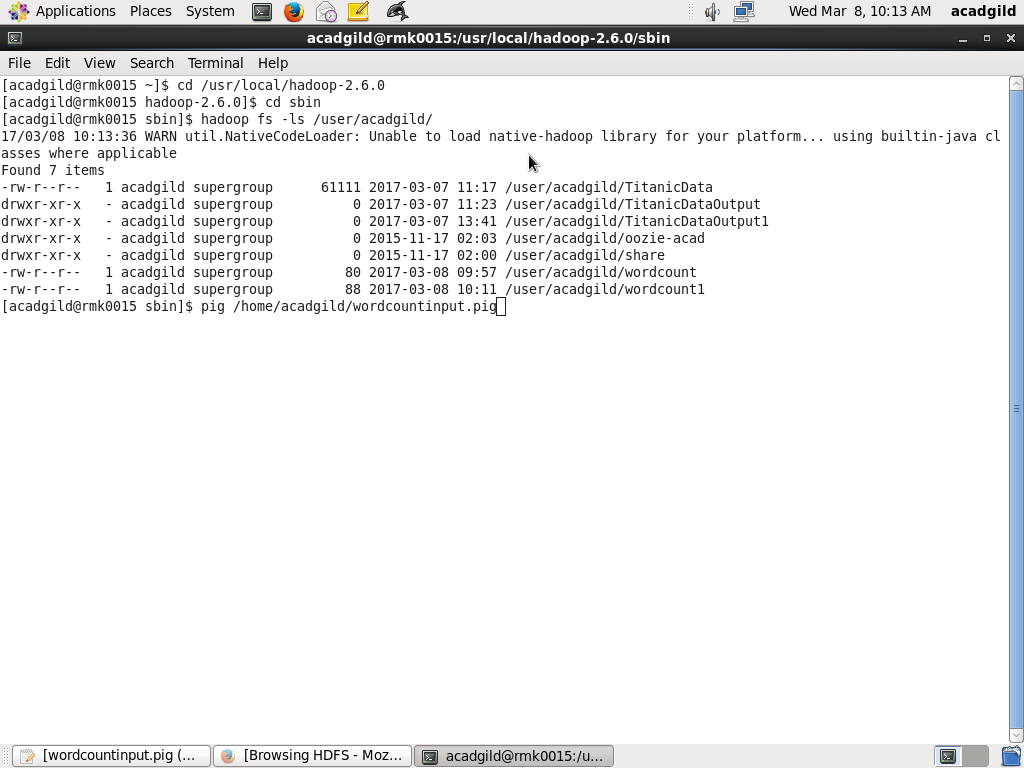 Applications Places System Wed Mar 8, 10:13 AM acadgild
acadgild@rmk0015:/usr/local/hadoop-2.6.0/sbin
File Edit View Search Terminal Help
[acadgild@rmk0015 ~]$ cd /usr/local/hadoop-2.6.0
[acadgild@rmk0015 hadoop-2.6.0]$ cd sbin
[acadgild@rmk0015 sbin]$ hadoop fs -ls /user/acadgild/
17/03/08 10:13:36 WARN util.NativeCodeLoader: Unable to load native-hadoop library for your platform... using builtin-java cl
asses where applicable
Found 7 items
-rw-r--r--   1 acadgild supergroup      61111 2017-03-07 11:17 /user/acadgild/TitanicData
drwxr-xr-x   - acadgild supergroup          0 2017-03-07 11:23 /user/acadgild/TitanicDataOutput
drwxr-xr-x   - acadgild supergroup          0 2017-03-07 13:41 /user/acadgild/TitanicDataOutput1
drwxr-xr-x   - acadgild supergroup          0 2015-11-17 02:03 /user/acadgild/oozie-acad
drwxr-xr-x   - acadgild supergroup          0 2015-11-17 02:00 /user/acadgild/share
-rw-r--r--   1 acadgild supergroup         80 2017-03-08 09:57 /user/acadgild/wordcount
-rw-r--r--   1 acadgild supergroup         88 2017-03-08 10:11 /user/acadgild/wordcount1
[acadgild@rmk0015 sbin]$ pig /home/acadgild/wordcountinput.pig
[wordcountinput.pig (... [Browsing HDFS - Moz... acadgild@rmk0015:/u...